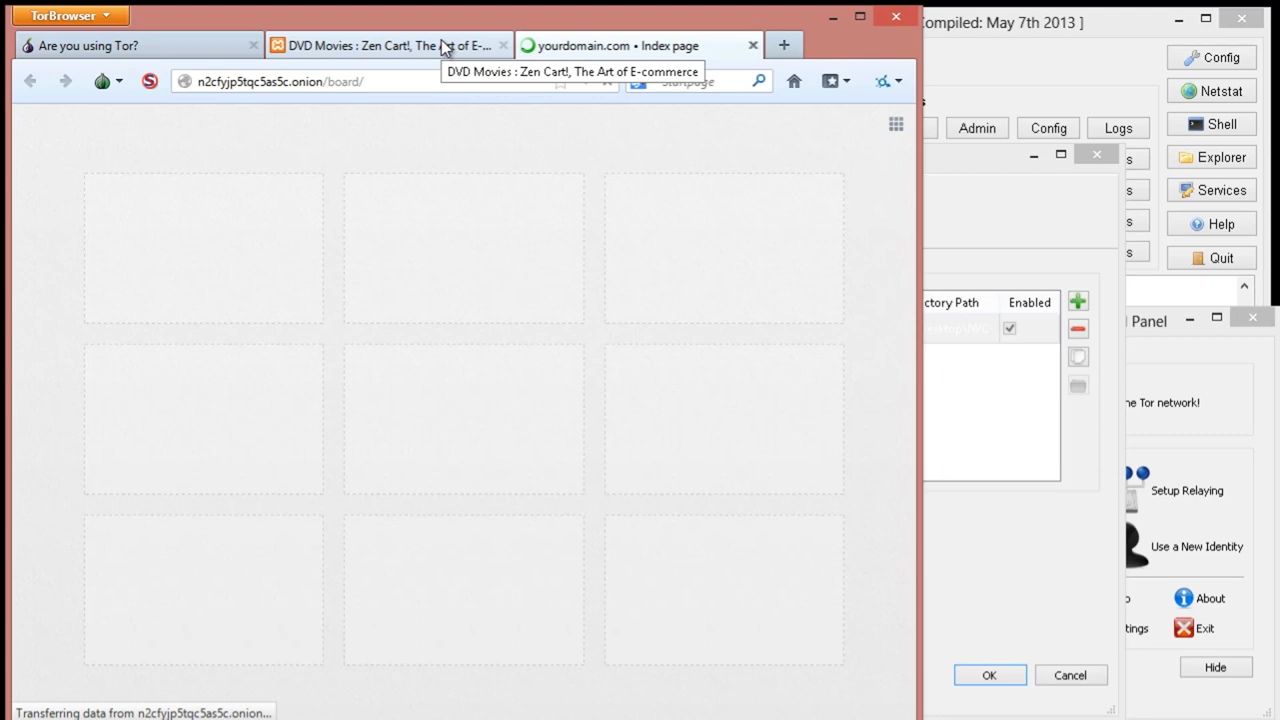 TorBrowser
Compiled: May 7th 2013 ]
Are you using Tor?
DVD Movies : Zen Cart!, The Art of E-...
yourdomain.com • Index page
DVD Movies : Zen Cart!, The Art of E-commerce
n2cfyjp5tqc5as5c.onion/board/
Startpage
Config
Netstat
Shell
Explorer
Services
Help
Quit
Admin
Config
Logs
s
s
s
s
s
ctory Path
Enabled
Panel
he Tor network!
Setup Relaying
Use a New Identity
About
tings
Exit
Hide
OK
Cancel
Transferring data from n2cfyjp5tqc5as5c.onion...